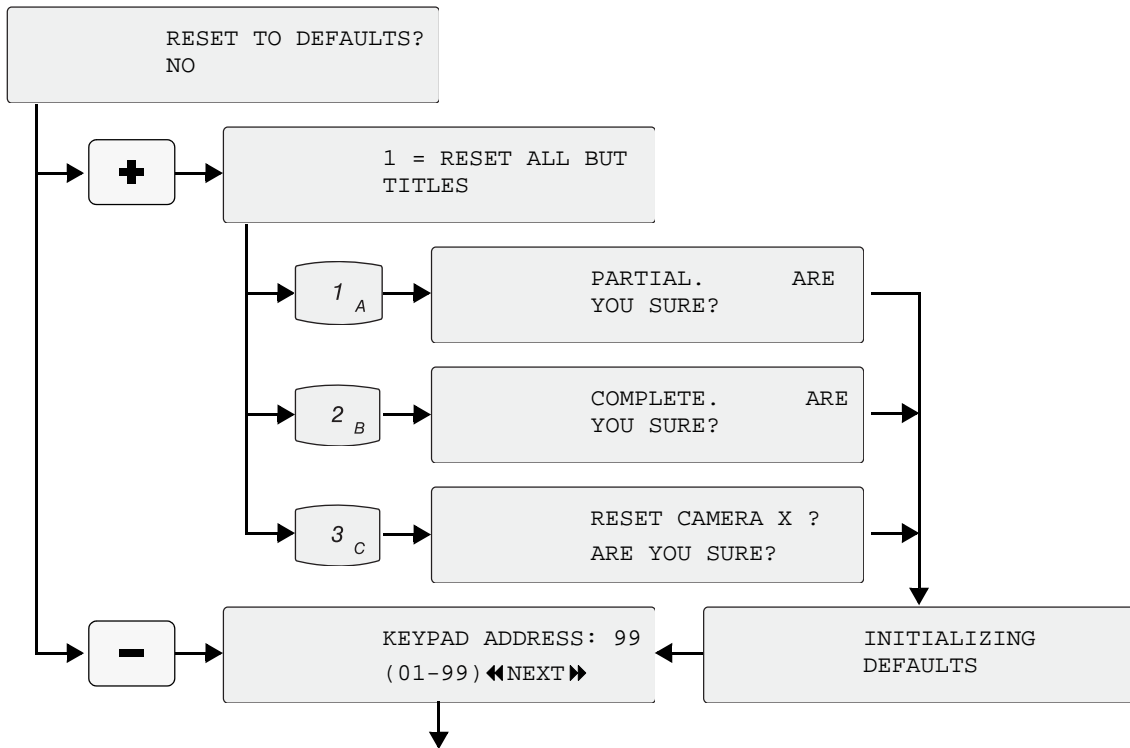 RESET TO DEFAULTS?
NO
+
1 = RESET ALL BUT
TITLES
1 A
PARTIAL. ARE
YOU SURE?
2 B
COMPLETE. ARE
YOU SURE?
3 C
RESET CAMERA X ?
ARE YOU SURE?
-
KEYPAD ADDRESS: 99
(01-99)⏪NEXT⏩
INITIALIZING
DEFAULTS